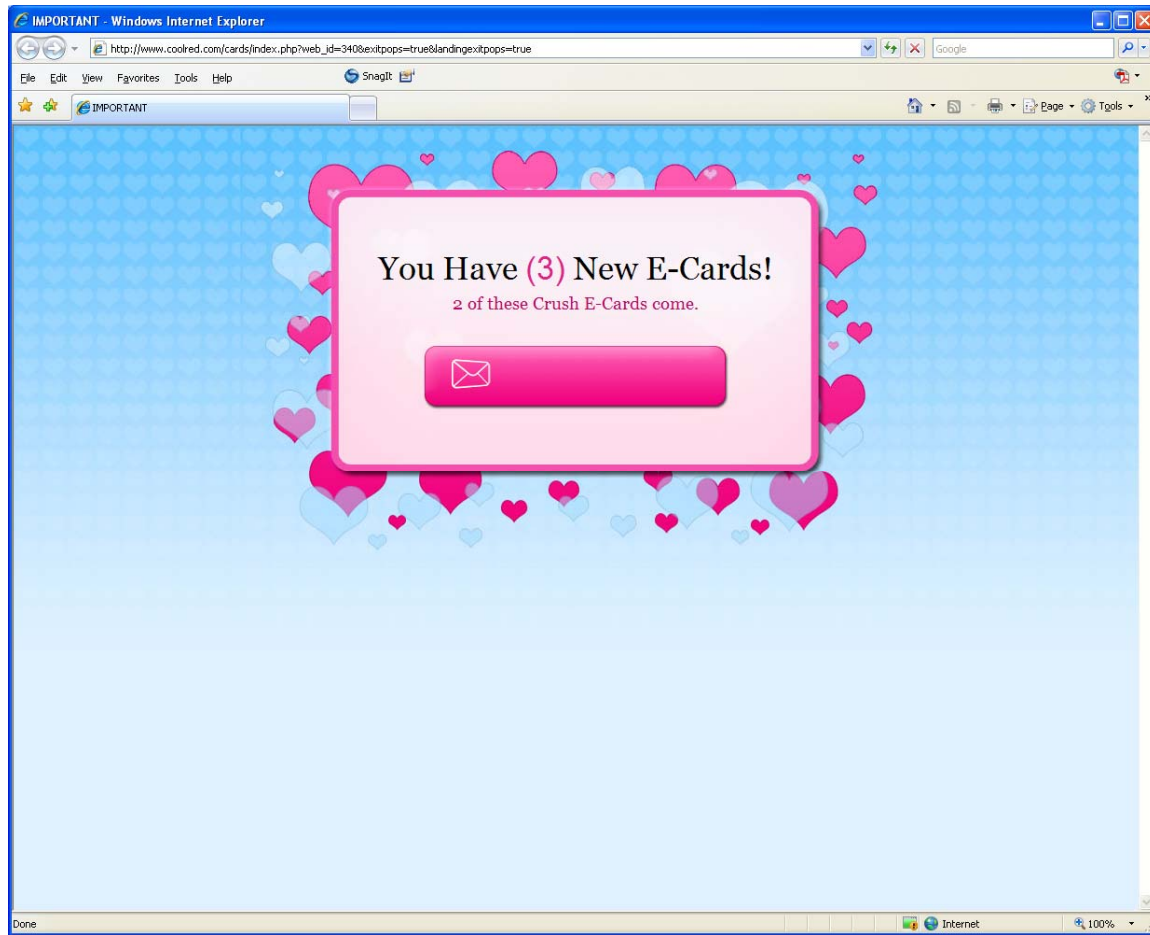 IMPORTANT - Windows Internet Explorer
http://www.coolred.com/cards/index.php?web_id=340&exitpops=true&landingexitpops=true
Google
File Edit View Favorites Tools Help
SnagIt
IMPORTANT
Page
Tools
You Have (3) New E-Cards!
2 of these Crush E-Cards come.
Done
Internet
100%